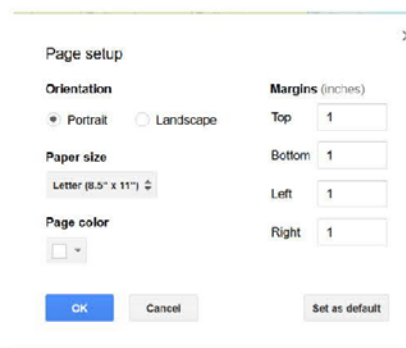 Page setup
Orientation
Portrait
Landscape
Paper size
Letter (8.5" x 11")
Page color
Margins (inches)
Top 1
Bottom 1
Left 1
Right 1
OK
Cancel
Set as default